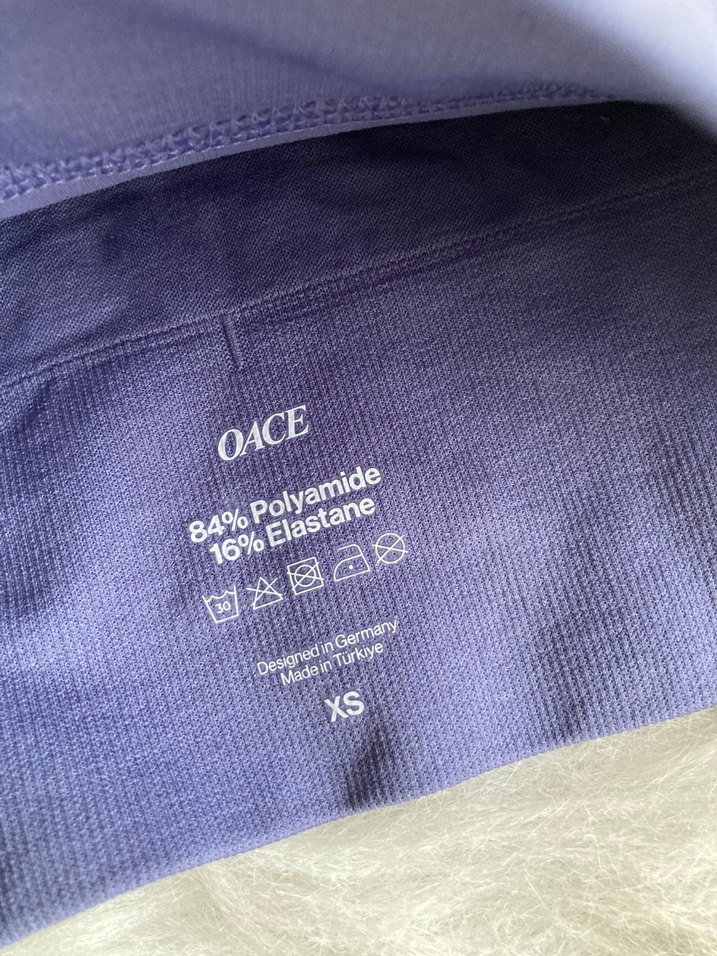 OACE
84% Polyamide
16% Elastane
30
Designed in Germany
Made in Türkiye
XS